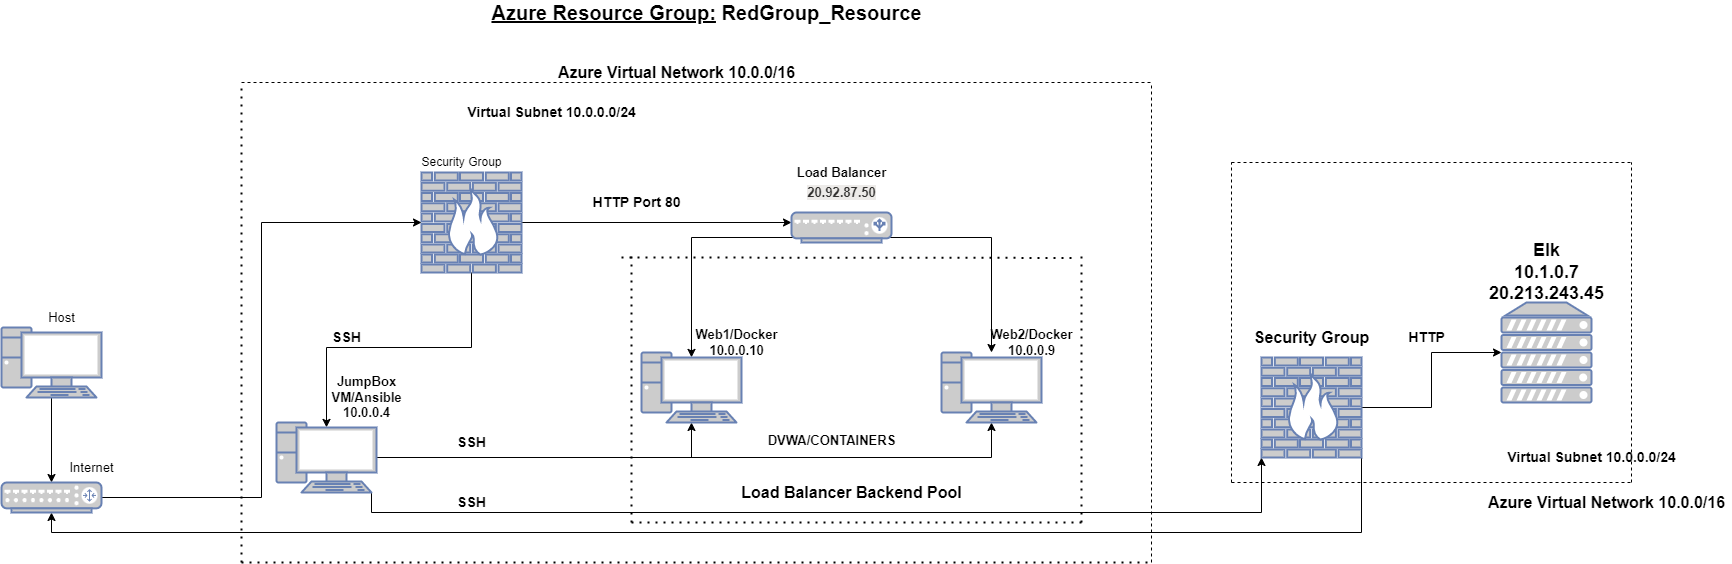 Azure Resource Group: RedGroup_Resource
Azure Virtual Network 10.0.0/16
Virtual Subnet 10.0.0.0/24
Security Group
Load Balancer
20.92.87.50
HTTP Port 80
Elk
10.1.0.7
20.213.243.45
Host
SSH
Web1/Docker
10.0.0.10
Web2/Docker
10.0.0.9
Security Group
HTTP
JumpBox
VM/Ansible
10.0.0.4
SSH
DVWA/CONTAINERS
Internet
Virtual Subnet 10.0.0.0/24
SSH
Load Balancer Backend Pool
Azure Virtual Network 10.0.0/16